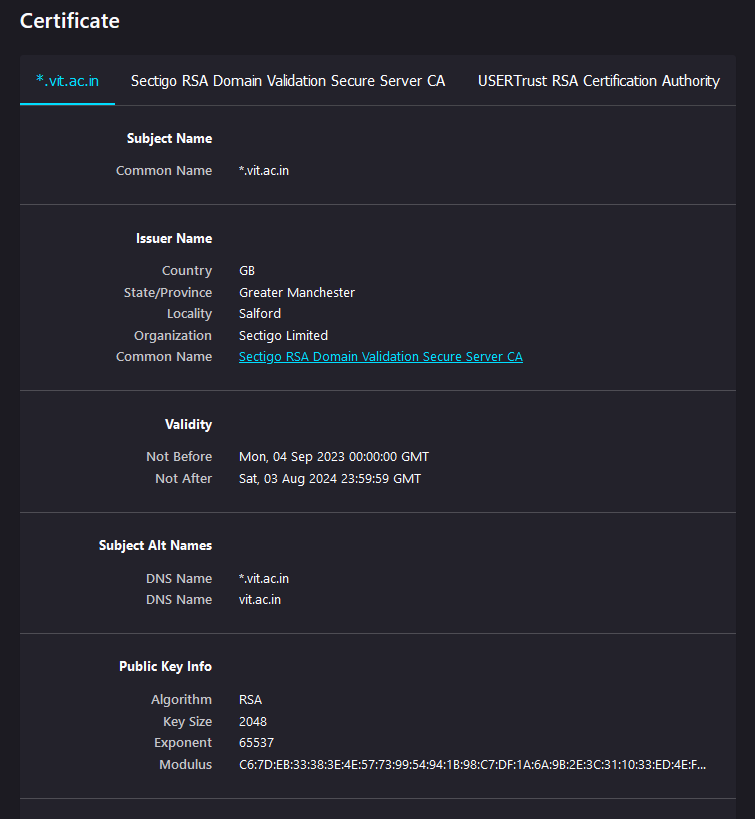 Certificate
*.vit.ac.in Sectigo RSA Domain Validation Secure Server CA USERTrust RSA Certification Authority
Subject Name
Common Name *.vit.ac.in
Issuer Name
Country GB
State/Province Greater Manchester
Locality Salford
Organization Sectigo Limited
Common Name Sectigo RSA Domain Validation Secure Server CA
Validity
Not Before Mon, 04 Sep 2023 00:00:00 GMT
Not After Sat, 03 Aug 2024 23:59:59 GMT
Subject Alt Names
DNS Name *.vit.ac.in
DNS Name vit.ac.in
Public Key Info
Algorithm RSA
Key Size 2048
Exponent 65537
Modulus C6:7D:EB:33:38:3E:4E:57:73:99:54:94:1B:98:C7:DF:1A:6A:9B:2E:3C:31:10:33:ED:4E:F...